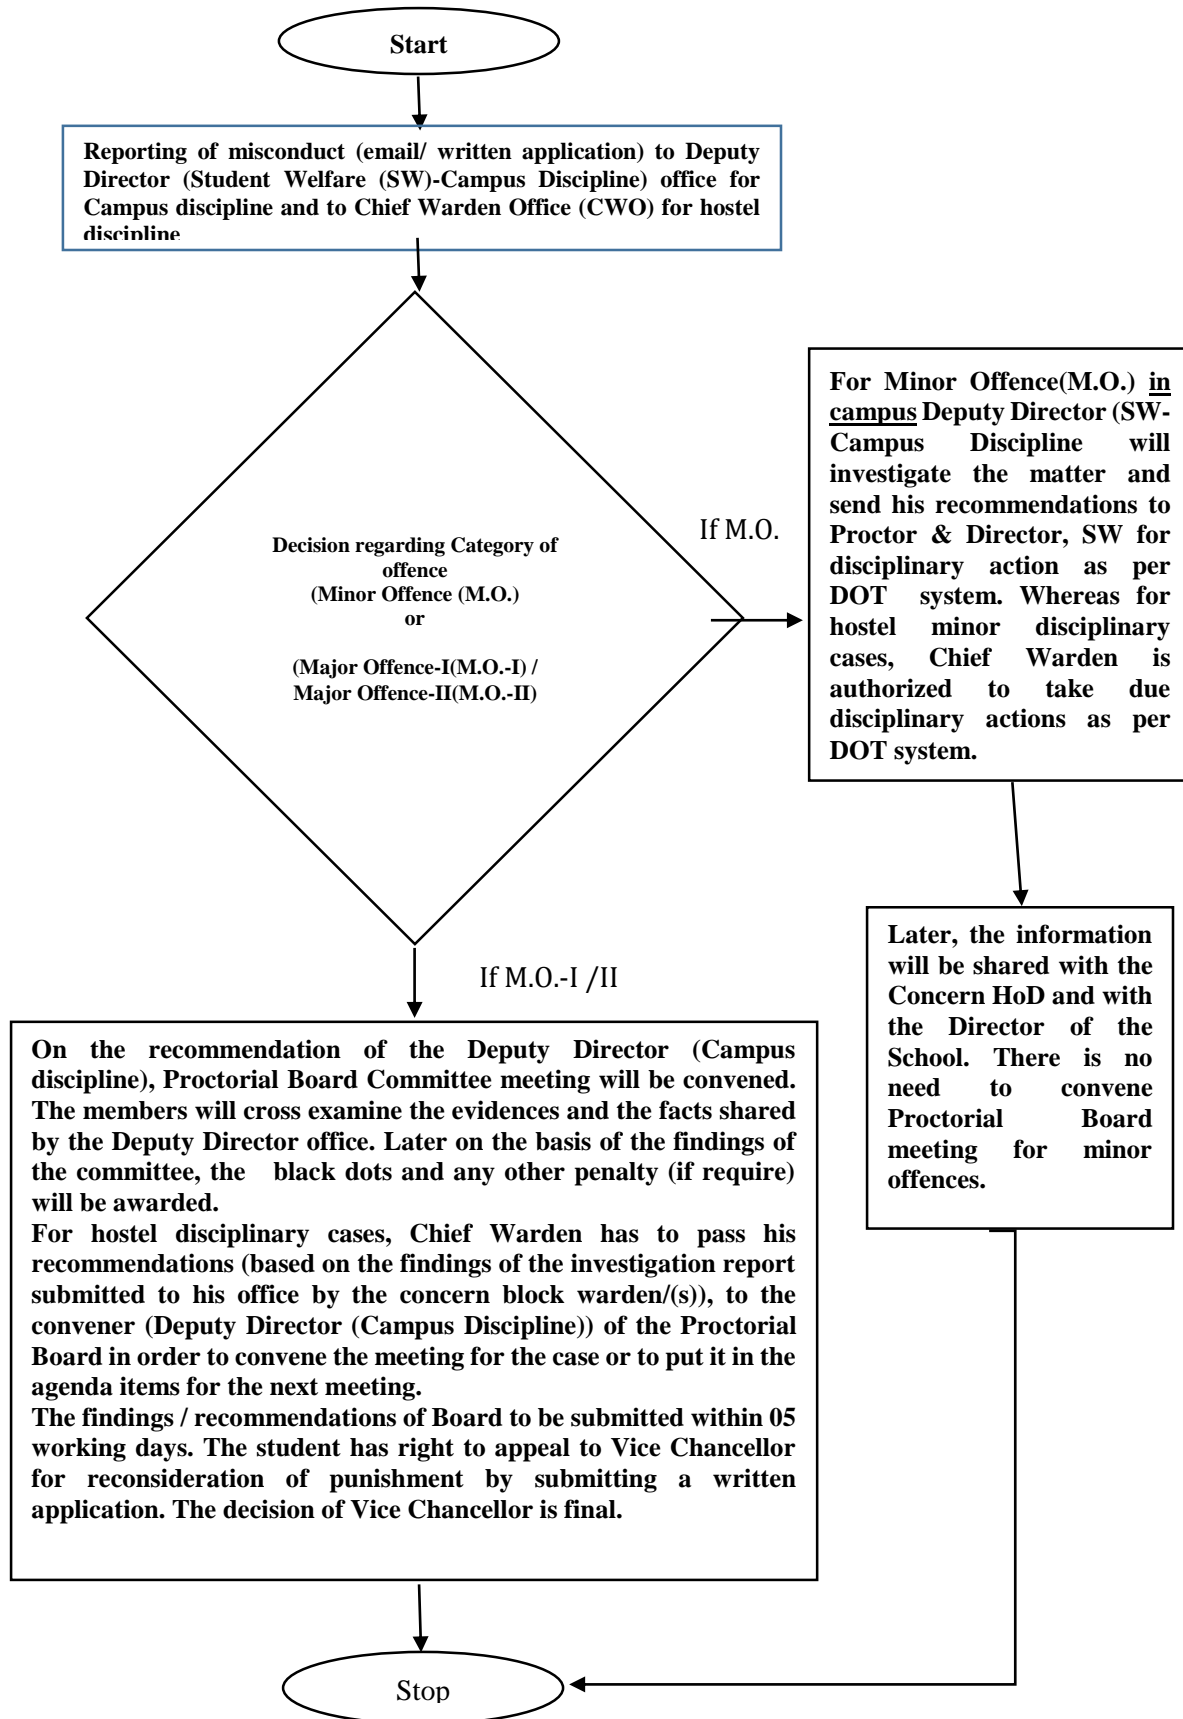 Start
Reporting of misconduct (email/ written application) to Deputy
Director (Student Welfare (SW)-Campus Discipline) office for
Campus discipline and to Chief Warden Office (CWO) for hostel
discipline
Decision regarding Category of
offence
(Minor Offence (M.O.)
or
(Major Offence-I(M.O.-I) /
Major Offence-II(M.O.-II)
If M.O.
For Minor Offence(M.O.) in
campus Deputy Director (SW-
Campus Discipline will
investigate the matter and
send his recommendations to
Proctor & Director, SW for
disciplinary action as per
DOT system. Whereas for
hostel minor disciplinary
cases, Chief Warden is
authorized to take due
disciplinary actions as per
DOT system.
Later, the information
will be shared with the
Concern HoD and with
the Director of the
School. There is no
need to convene
Proctorial Board
meeting for minor
offences.
If M.O.-I /II
On the recommendation of the Deputy Director (Campus
discipline), Proctorial Board Committee meeting will be convened.
The members will cross examine the evidences and the facts shared
by the Deputy Director office. Later on the basis of the findings of
the committee, the black dots and any other penalty (if require)
will be awarded.
For hostel disciplinary cases, Chief Warden has to pass his
recommendations (based on the findings of the investigation report
submitted to his office by the concern block warden/(s)), to the
convener (Deputy Director (Campus Discipline)) of the Proctorial
Board in order to convene the meeting for the case or to put it in the
agenda items for the next meeting.
The findings / recommendations of Board to be submitted within 05
working days. The student has right to appeal to Vice Chancellor
for reconsideration of punishment by submitting a written
application. The decision of Vice Chancellor is final.
Stop